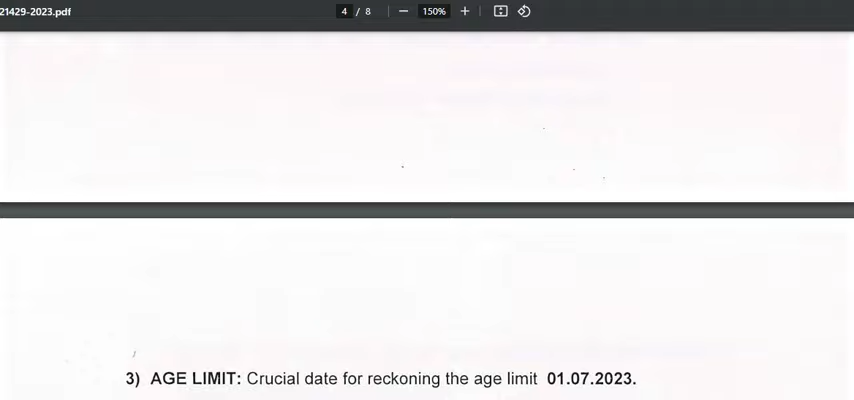 21429-2023.pdf
4 / 8
150%
3) AGE LIMIT: Crucial date for reckoning the age limit 01.07.2023.